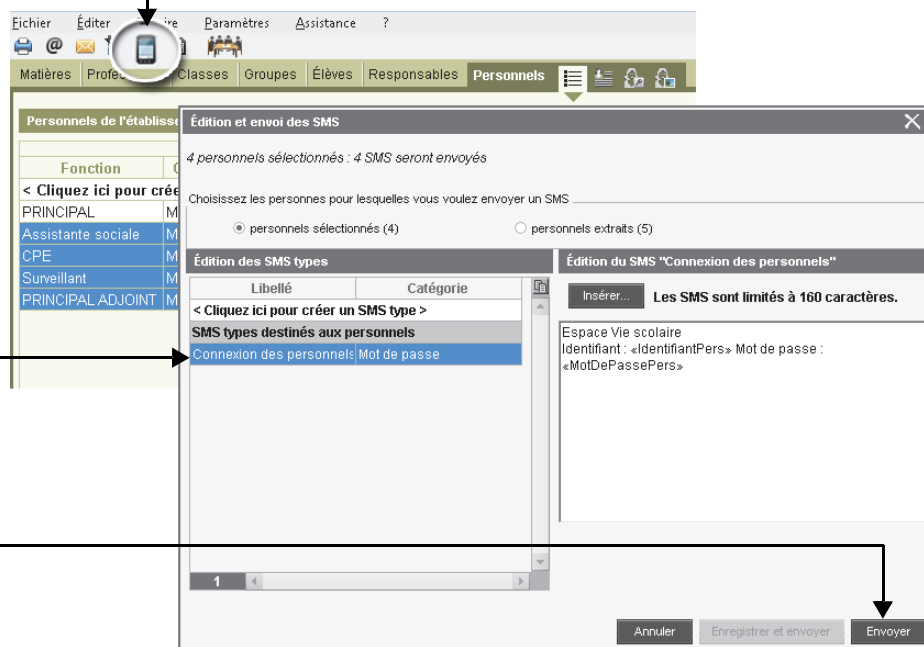 Fichier Éditer ire Paramètres Assistance ?
Matières Profe Classes Groupes Élèves Responsables Personnels
Personnels de l'établisse
Édition et envoi des SMS
4 personnels sélectionnés : 4 SMS seront envoyés
Fonction
< Cliquez ici pour crée
Choisissez les personnes pour lesquelles vous voulez envoyer un SMS
PRINCIPAL M
Assistante sociale M
personnels sélectionnés (4) personnels extraits (5)
CPE M
Surveillant M
PRINCIPAL ADJOINT M
Édition des SMS types
Libellé Catégorie
< Cliquez ici pour créer un SMS type >
SMS types destinés aux personnels
Connexion des personnels Mot de passe
1
Édition du SMS "Connexion des personnels"
Insérer... Les SMS sont limités à 160 caractères.
Espace Vie scolaire
Identifiant : «IdentifiantPers» Mot de passe :
«MotDePassePers»
Annuler Enregistrer et envoyer Envoyer